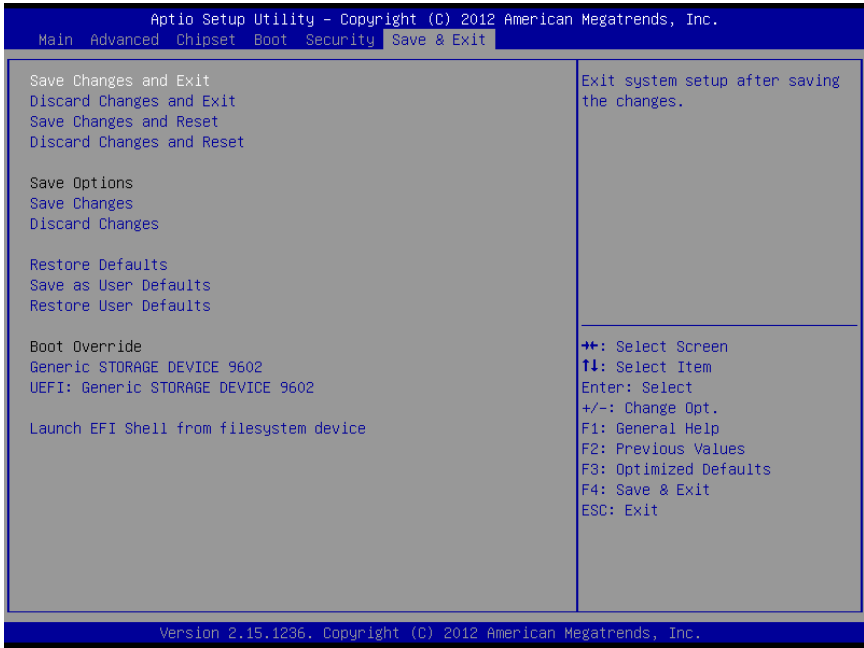 Aptio Setup Utility – Copyright (C) 2012 American Megatrends, Inc.
Main Advanced Chipset Boot Security Save & Exit
Save Changes and Exit
Discard Changes and Exit
Save Changes and Reset
Discard Changes and Reset
Save Options
Save Changes
Discard Changes
Restore Defaults
Save as User Defaults
Restore User Defaults
Boot Override
Generic STORAGE DEVICE 9602
UEFI: Generic STORAGE DEVICE 9602
Launch EFI Shell from filesystem device
Exit system setup after saving
the changes.
→←: Select Screen
↑↓: Select Item
Enter: Select
+/-: Change Opt.
F1: General Help
F2: Previous Values
F3: Optimized Defaults
F4: Save & Exit
ESC: Exit
Version 2.15.1236. Copyright (C) 2012 American Megatrends, Inc.